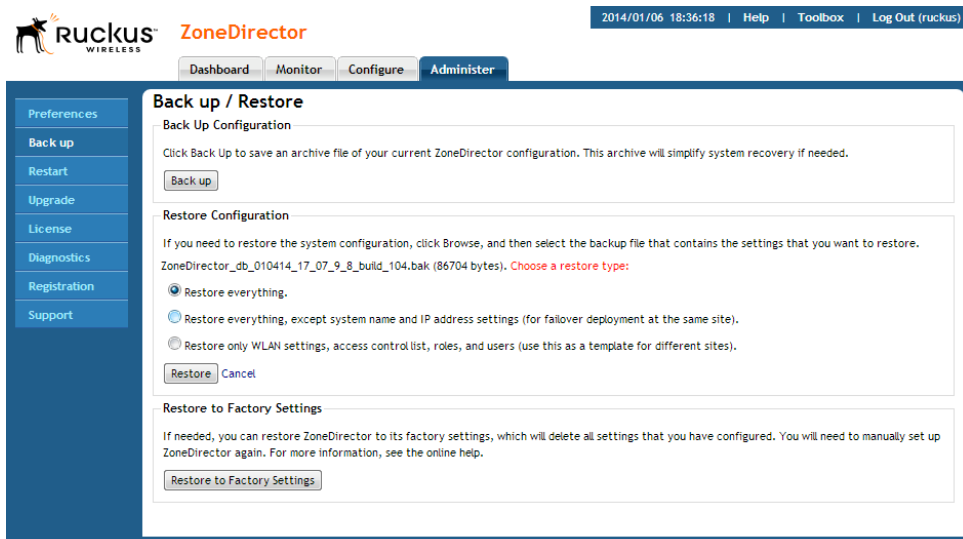 2014/01/06 18:36:18 | Help | Toolbox | Log Out (ruckus)
RUCKUS™ ZoneDirector
WIRELESS
Dashboard Monitor Configure Administer
Preferences
Back up
Restart
Upgrade
License
Diagnostics
Registration
Support
Back up / Restore
Back Up Configuration
Click Back Up to save an archive file of your current ZoneDirector configuration. This archive will simplify system recovery if needed.
Back up
Restore Configuration
If you need to restore the system configuration, click Browse, and then select the backup file that contains the settings that you want to restore.
ZoneDirector_db_010414_17_07_9_8_build_104.bak (86704 bytes). Choose a restore type:
Restore everything.
Restore everything, except system name and IP address settings (for failover deployment at the same site).
Restore only WLAN settings, access control list, roles, and users (use this as a template for different sites).
Restore Cancel
Restore to Factory Settings
If needed, you can restore ZoneDirector to its factory settings, which will delete all settings that you have configured. You will need to manually set up
ZoneDirector again. For more information, see the online help.
Restore to Factory Settings